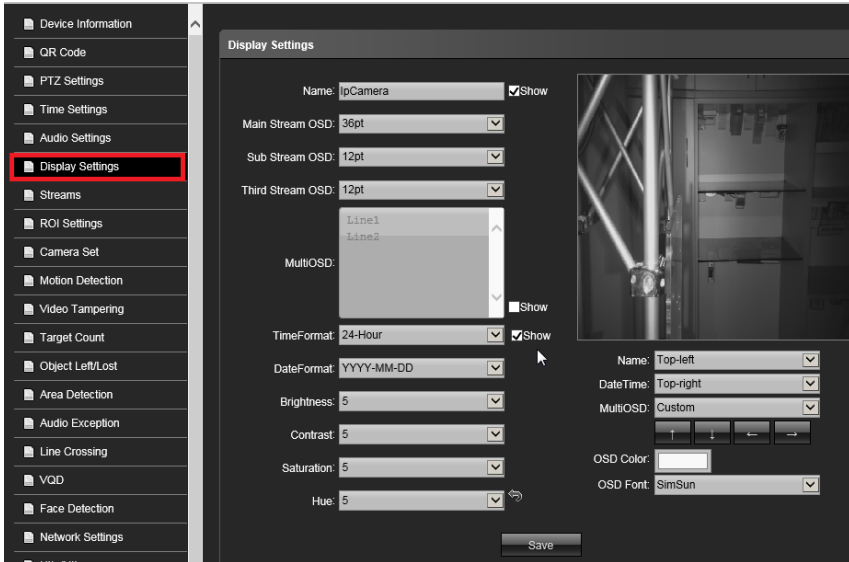 Device Information
QR Code
PTZ Settings
Time Settings
Audio Settings
Display Settings
Streams
ROI Settings
Camera Set
Motion Detection
Video Tampering
Target Count
Object Left/Lost
Area Detection
Audio Exception
Line Crossing
VQD
Face Detection
Network Settings
Display Settings
Name: IpCamera Show
Main Stream OSD: 36pt
Sub Stream OSD: 12pt
Third Stream OSD: 12pt
MultiOSD: Line1
Line2
Show
TimeFormat: 24-Hour Show
DateFormat: YYYY-MM-DD
Brightness: 5
Contrast: 5
Saturation: 5
Hue: 5
Save
Name: Top-left
DateTime: Top-right
MultiOSD: Custom
↑ ↓ ← →
OSD Color:
OSD Font: SimSun